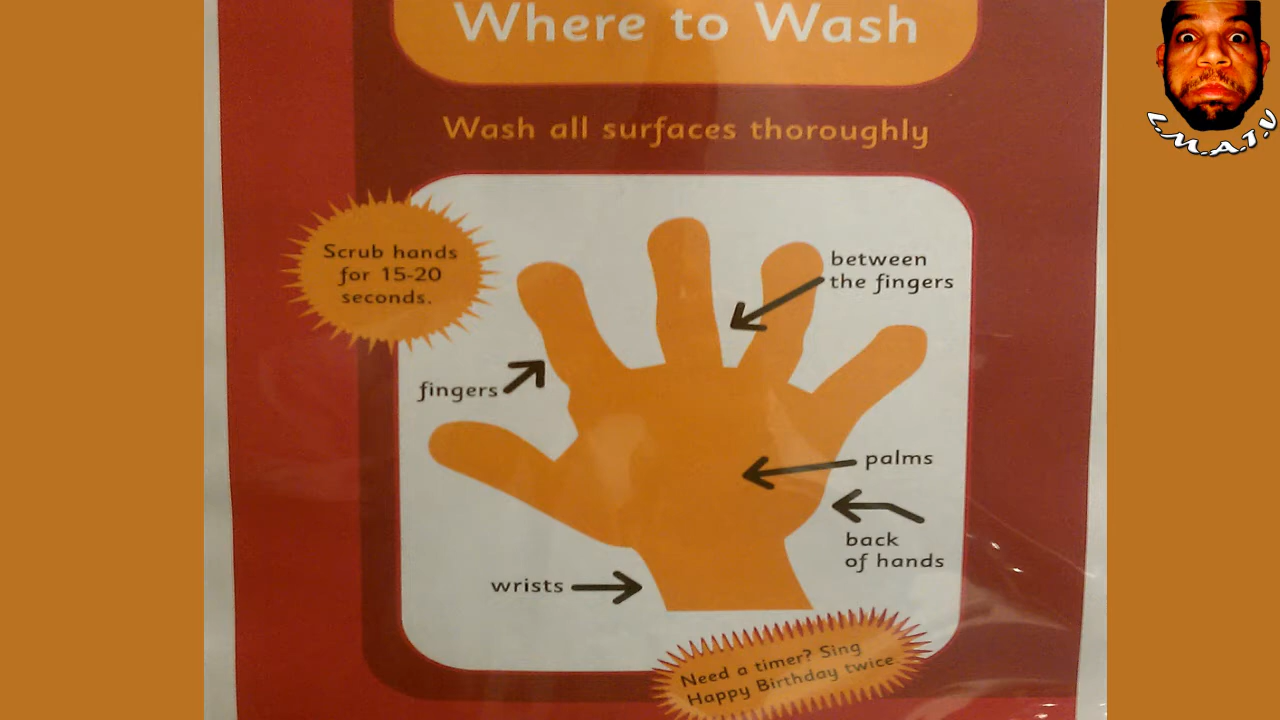 Where to Wash
Wash all surfaces thoroughly
Scrub hands
for 15-20
seconds.
between
the fingers
fingers
palms
back
of hands
wrists
Need a timer? Sing
Happy Birthday twice
L.M.A.T.V